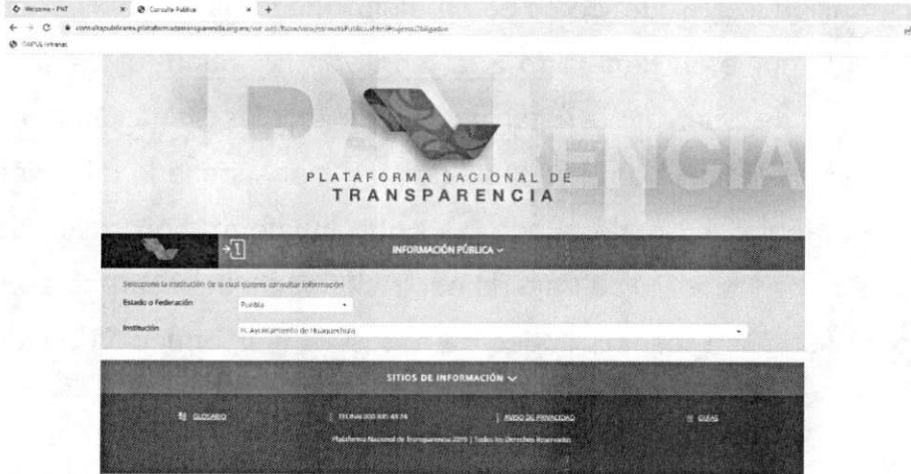 Welcome - PNT
Consulta Pública
PLATAFORMA NACIONAL DE
TRANSPARENCIA
INFORMACIÓN PÚBLICA
Selecciona la institución de la cual quieres consultar información
Estado o Federación
Puebla
Institución
H. Ayuntamiento de Huaquechula
SITIOS DE INFORMACIÓN
GLOSARIO
AVISO DE PRIVACIDAD
GUÍAS
Plataforma Nacional de Transparencia 2019 | Todos los Derechos Reservados